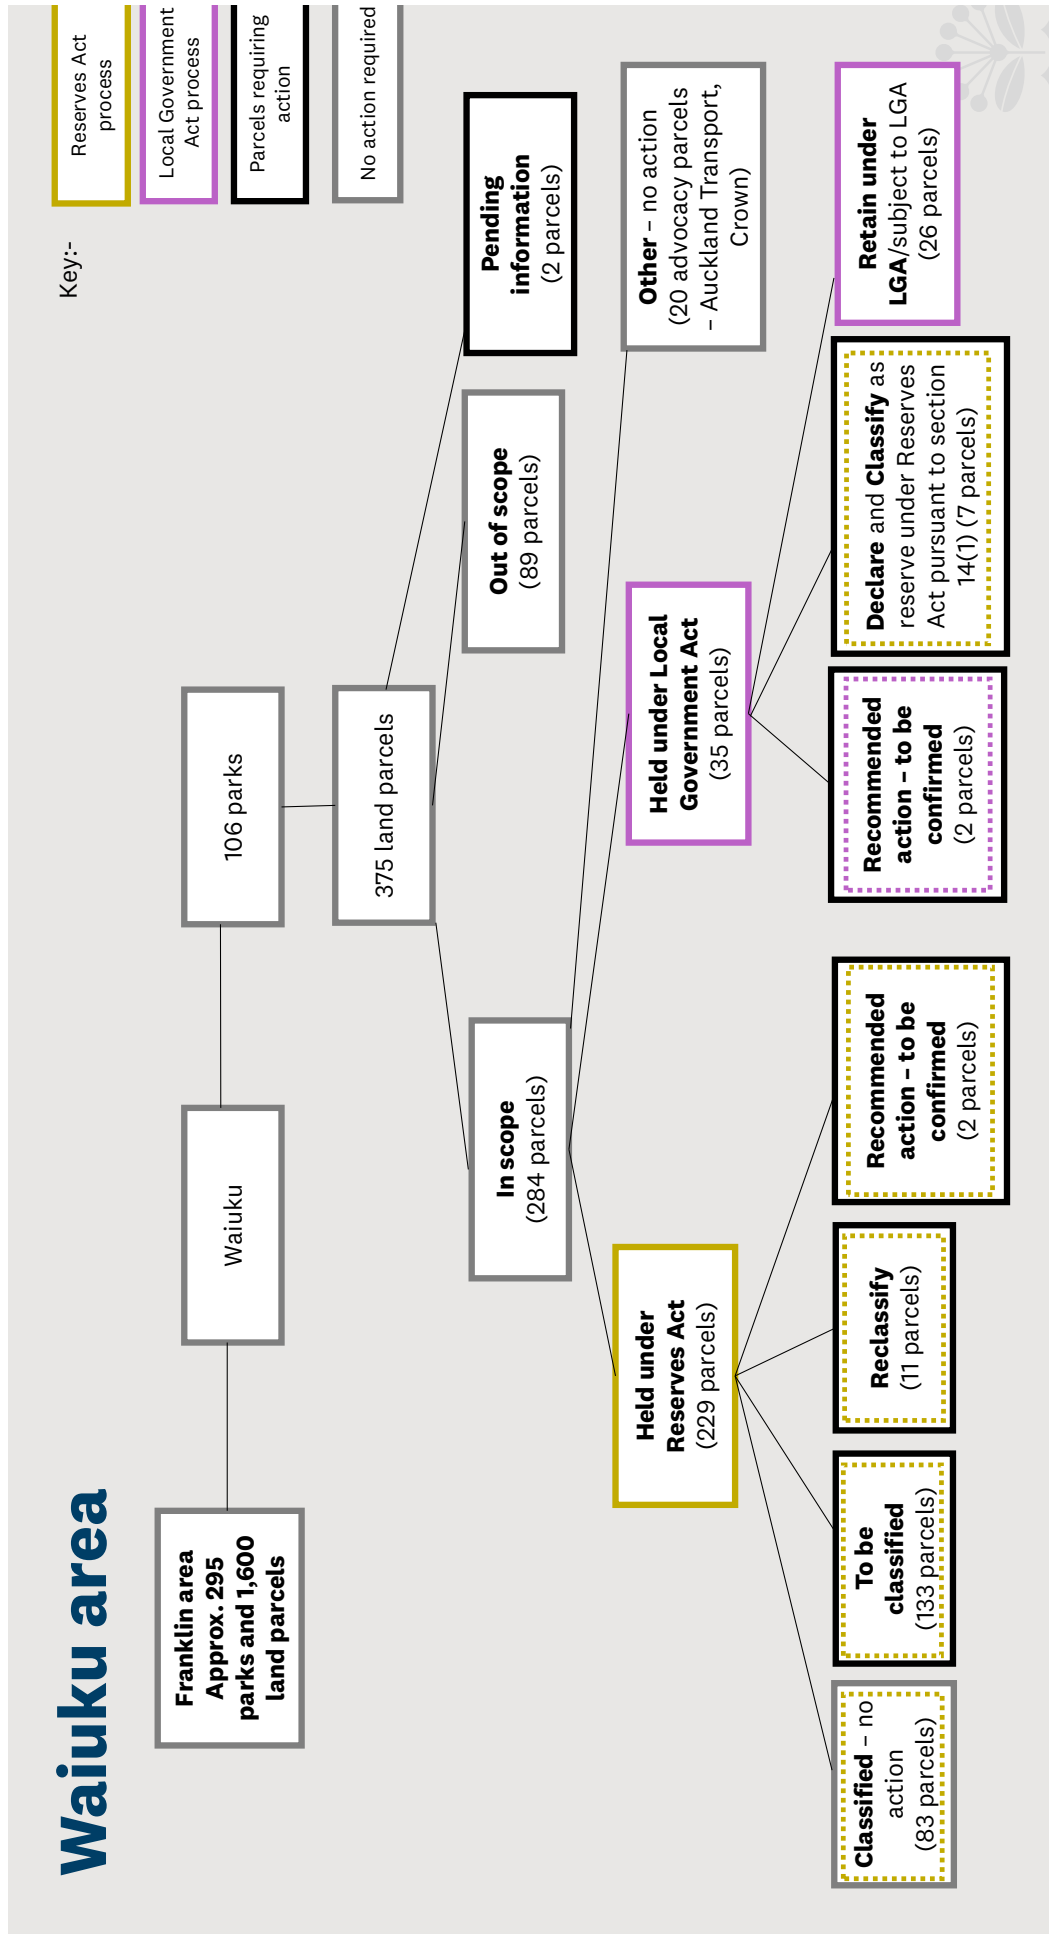 Waiuku area
Key:-
Reserves Act
process
Local Government
Act process
Parcels requiring
action
No action required
Franklin area
Approx. 295
parks and 1,600
land parcels
Waiuku
106 parks
375 land parcels
In scope
(284 parcels)
Out of scope
(89 parcels)
Pending
information
(2 parcels)
Held under
Reserves Act
(229 parcels)
Held under Local
Government Act
(35 parcels)
Other – no action
(20 advocacy parcels
– Auckland Transport,
Crown)
Classified – no
action
(83 parcels)
To be
classified
(133 parcels)
Reclassify
(11 parcels)
Recommended
action – to be
confirmed
(2 parcels)
Recommended
action – to be
confirmed
(2 parcels)
Declare and Classify as
reserve under Reserves
Act pursuant to section
14(1) (7 parcels)
Retain under
LGA/subject to LGA
(26 parcels)